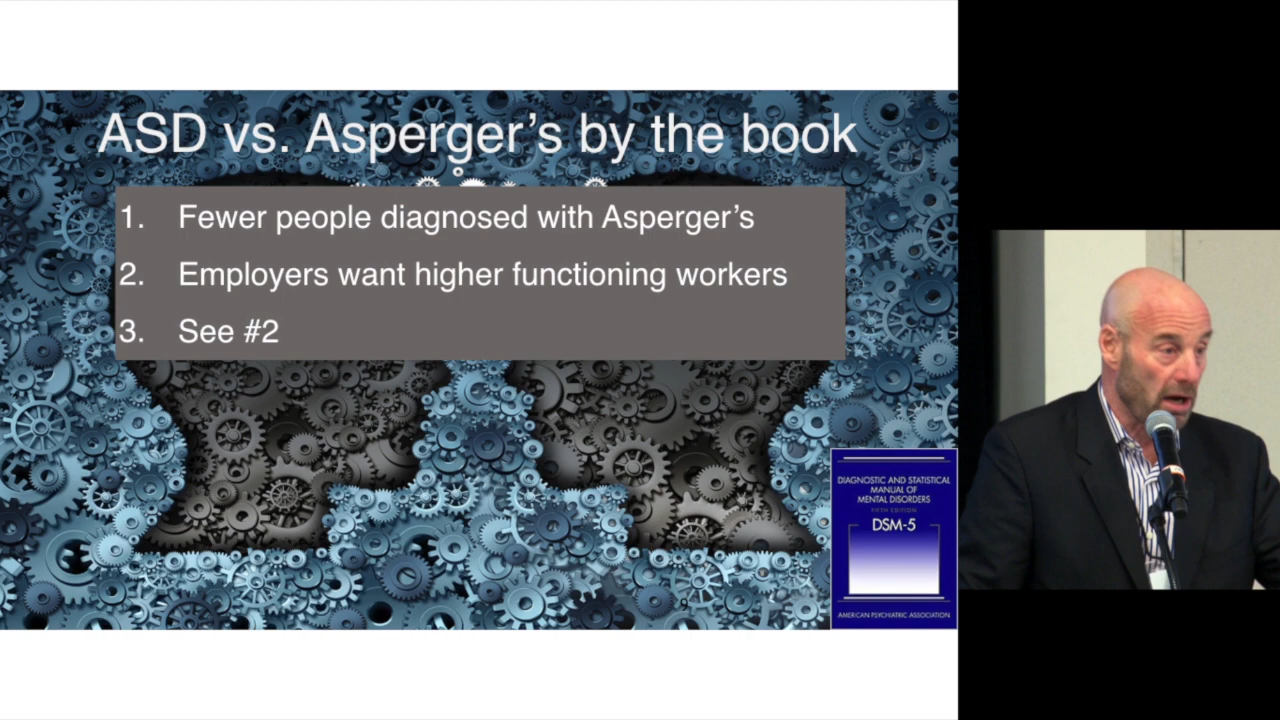 ASD vs. Asperger's by the book
1. Fewer people diagnosed with Asperger's
2. Employers want higher functioning workers
3. See #2
DIAGNOSTIC AND STATISTICAL
MANUAL OF
MENTAL DISORDERS
FIFTH EDITION
DSM-5
AMERICAN PSYCHIATRIC ASSOCIATION